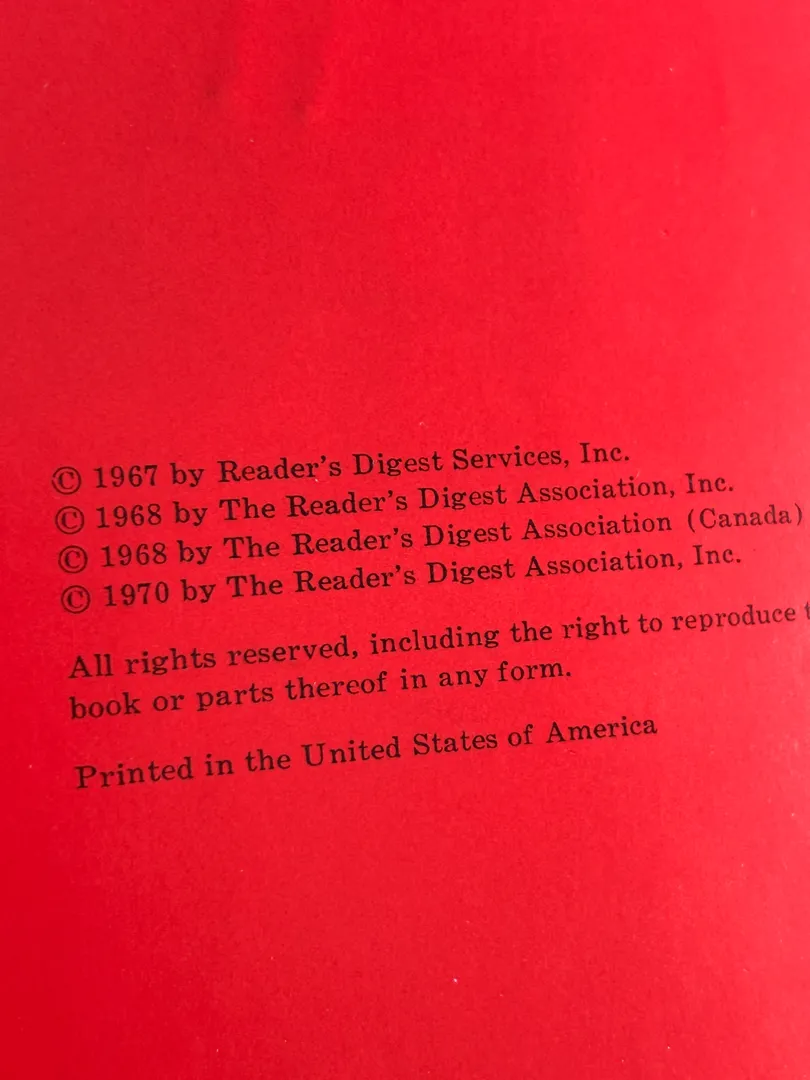 © 1967 by Reader's Digest Services, Inc.
© 1968 by The Reader's Digest Association, Inc.
© 1968 by The Reader's Digest Association (Canada)
© 1970 by The Reader's Digest Association, Inc.
All rights reserved, including the right to reproduce
book or parts thereof in any form.
Printed in the United States of America